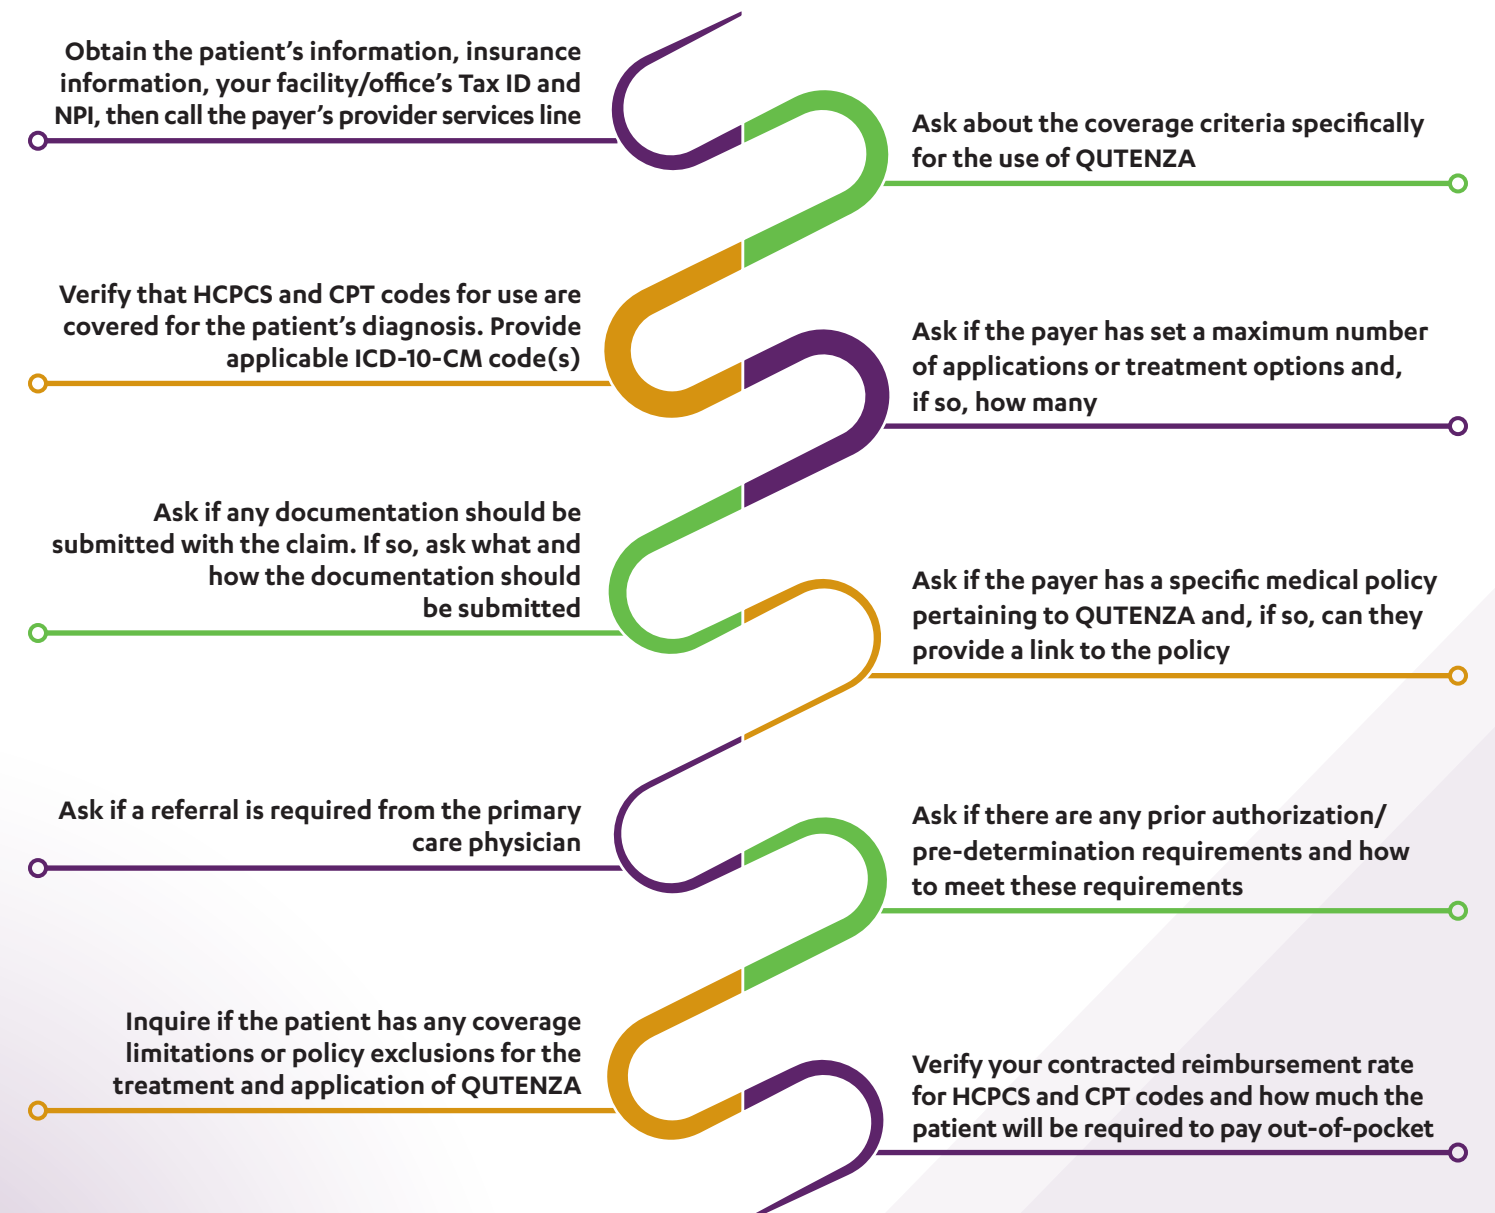 Obtain the patient’s information, insurance
information, your facility/office’s Tax ID and
NPI, then call the payer’s provider services line
Ask about the coverage criteria specifically
for the use of QUTENZA
Verify that HCPCS and CPT codes for use are
covered for the patient’s diagnosis. Provide
applicable ICD-10-CM code(s)
Ask if the payer has set a maximum number
of applications or treatment options and,
if so, how many
Ask if any documentation should be
submitted with the claim. If so, ask what and
how the documentation should
be submitted
Ask if the payer has a specific medical policy
pertaining to QUTENZA and, if so, can they
provide a link to the policy
Ask if a referral is required from the primary
care physician
Ask if there are any prior authorization/
pre-determination requirements and how
to meet these requirements
Inquire if the patient has any coverage
limitations or policy exclusions for the
treatment and application of QUTENZA
Verify your contracted reimbursement rate
for HCPCS and CPT codes and how much the
patient will be required to pay out-of-pocket